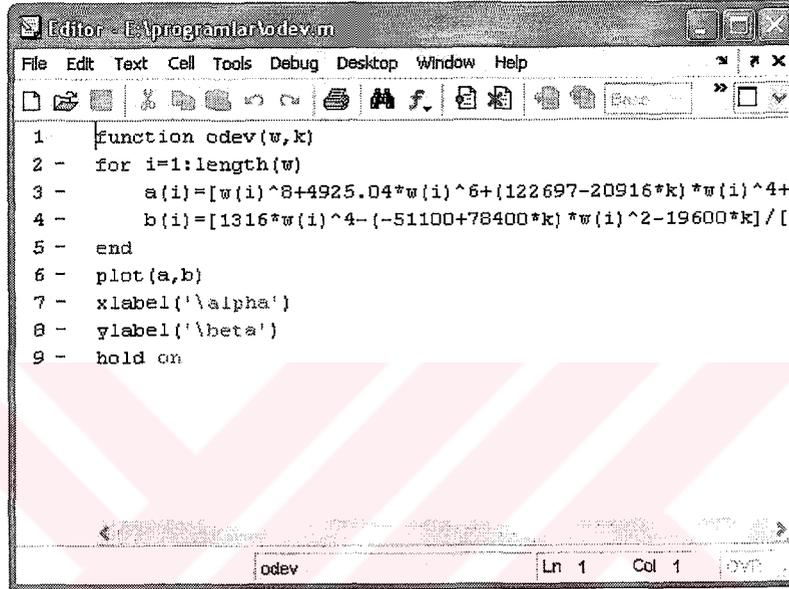 Editor - E:\programlar\odev.m
File Edit Text Cell Tools Debug Desktop Window Help
Base
1 function odev(w,k)
2 - for i=1:length(w)
3 - a(i)=[w(i)^8+4925.04*w(i)^6+(122697-20916*k)*w(i)^4+
4 - b(i)=[1316*w(i)^4-(-51100+78400*k)*w(i)^2-19600*k]/[
5 - end
6 - plot(a,b)
7 - xlabel('\alpha')
8 - ylabel('\beta')
9 - hold on
odev Ln 1 Col 1 OVR